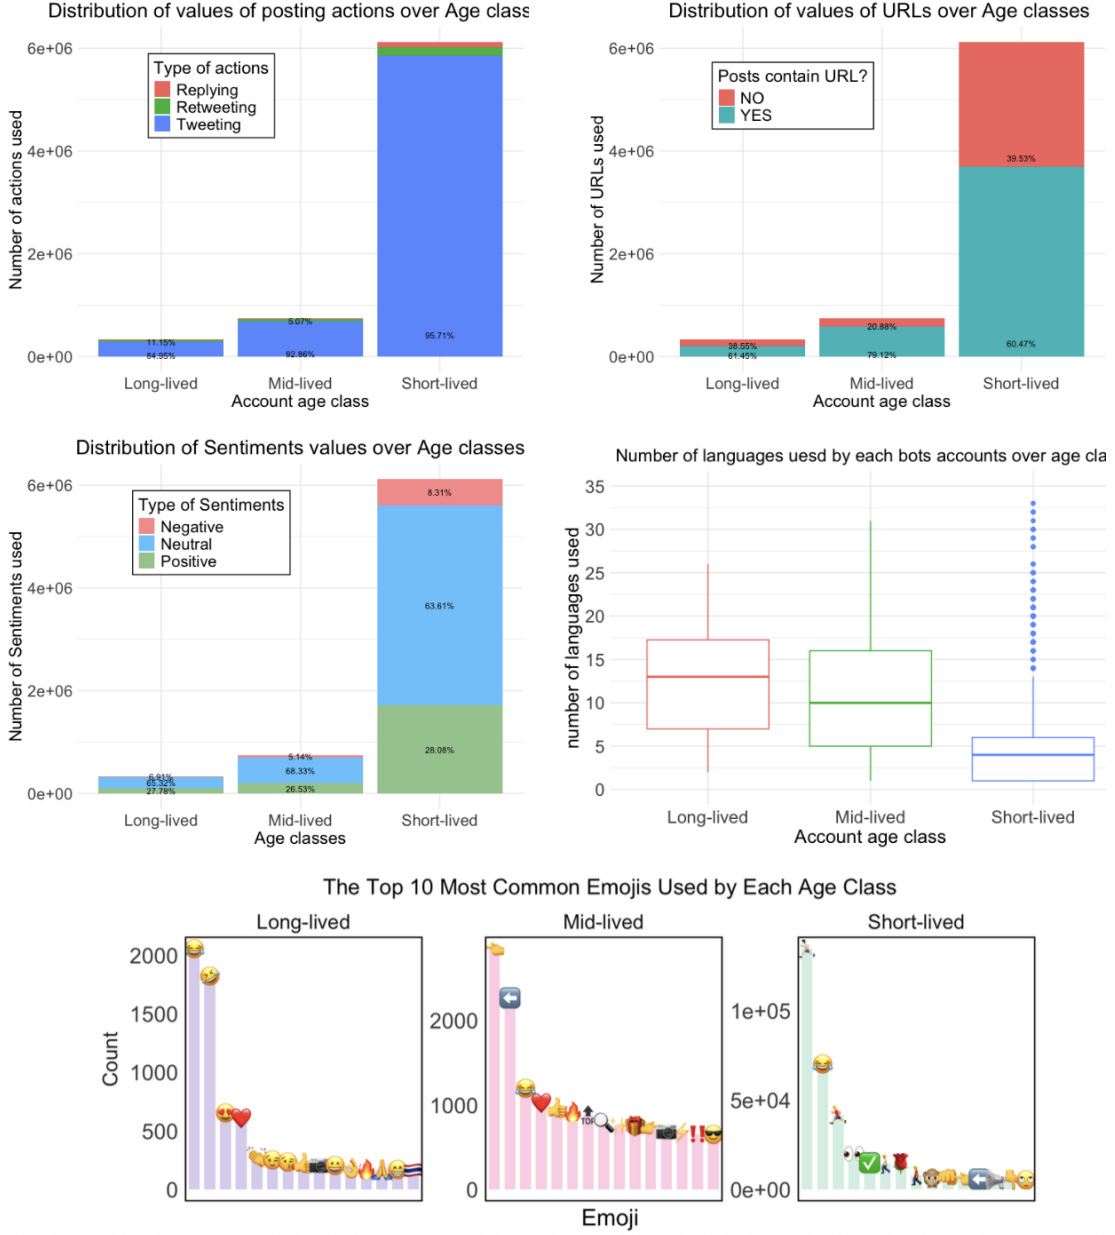 Distribution of values of posting actions over Age class
Number of actions used
6e+06
4e+06
2e+06
0e+00
Type of actions
Replying
Retweeting
Tweeting
11.15%
84.95%
5.07%
92.86%
95.71%
Long-lived
Mid-lived
Short-lived
Account age class
Distribution of values of URLs over Age classes
Number of URLs used
6e+06
4e+06
2e+06
0e+00
Posts contain URL?
NO
YES
38.55%
61.45%
20.88%
79.12%
39.53%
60.47%
Long-lived
Mid-lived
Short-lived
Account age class
Distribution of Sentiments values over Age classes
Number of Sentiments used
6e+06
4e+06
2e+06
0e+00
Type of Sentiments
Negative
Neutral
Positive
6.91%
65.32%
27.78%
5.14%
68.33%
26.53%
8.31%
63.61%
28.08%
Long-lived
Mid-lived
Short-lived
Age classes
Number of languages uesd by each bots accounts over age cla
number of languages used
35
30
25
20
15
10
5
0
Long-lived
Mid-lived
Short-lived
Account age class
The Top 10 Most Common Emojis Used by Each Age Class
Long-lived
Mid-lived
Short-lived
Count
2000
1500
1000
500
0
2000
1000
0
TOP
1e+05
5e+04
0e+00
Emoji